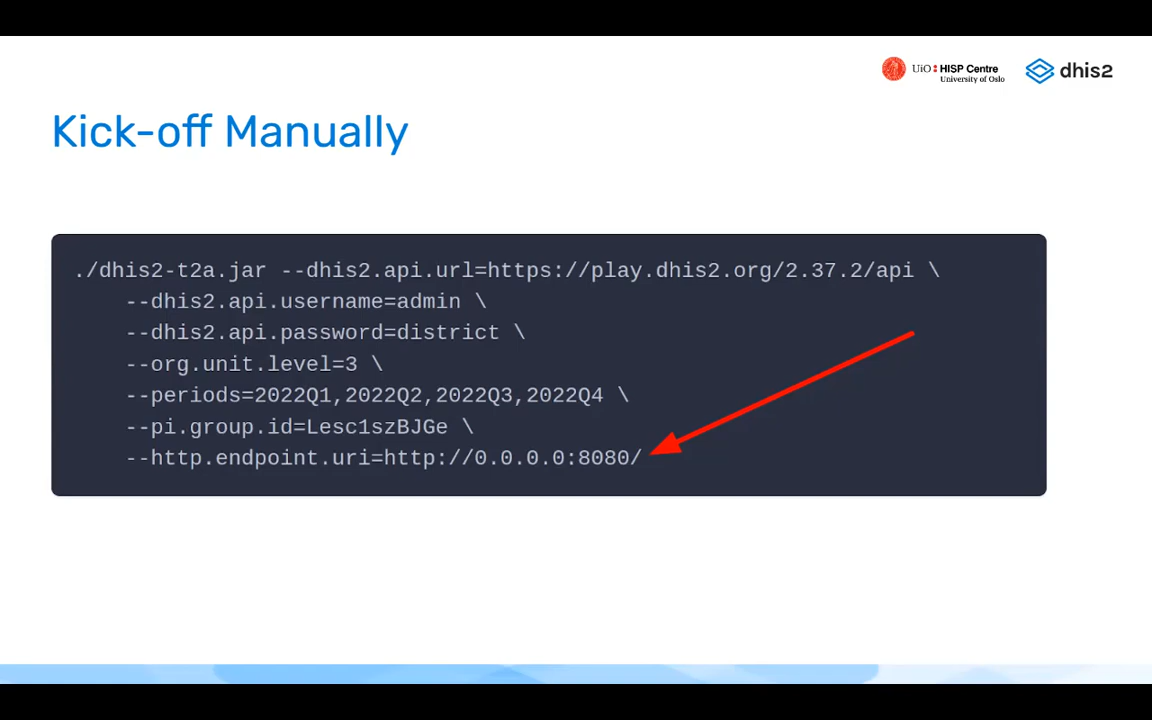 UiO : HISP Centre
University of Oslo
dhis2
Kick-off Manually
./dhis2-t2a.jar --dhis2.api.url=https://play.dhis2.org/2.37.2/api \
    --dhis2.api.username=admin \
    --dhis2.api.password=district \
    --org.unit.level=3 \
    --periods=2022Q1,2022Q2,2022Q3,2022Q4 \
    --pi.group.id=Lesc1szBJGe \
    --http.endpoint.uri=http://0.0.0.0:8080/